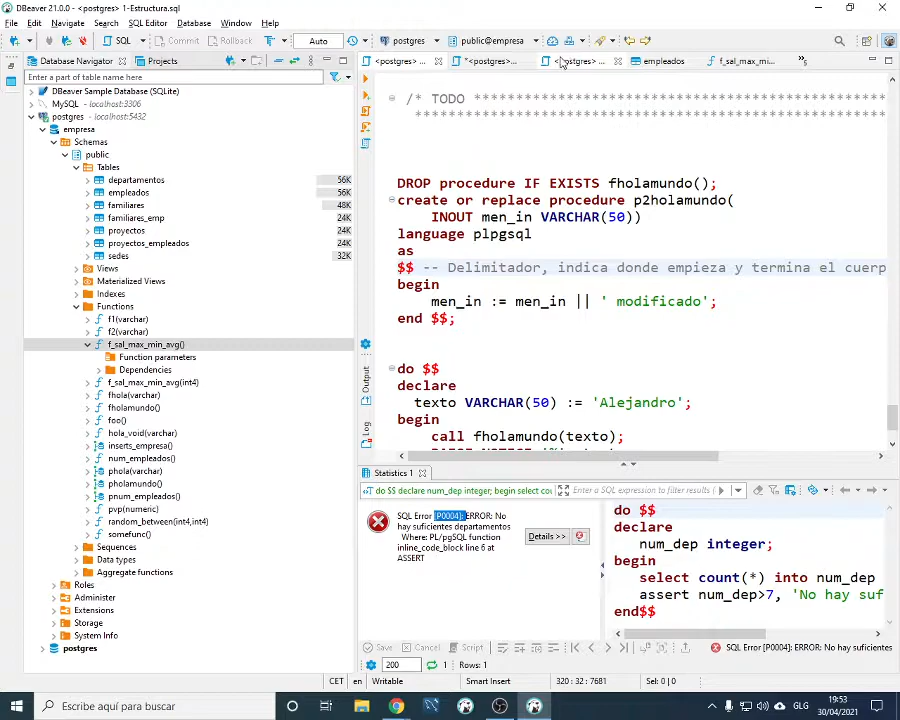 DBeaver 21.0.0 - <postgres> 1-Estructura.sql
File Edit Navigate Search SQL Editor Database Window Help
SQL Commit Rollback T Auto postgres public@empresa
Database Navigator Projects
<postgres> ... *<postgres>... <postgres> ... empleados f_sal_max_mi...
Enter a part of table name here
DBeaver Sample Database (SQLite)
MySQL - localhost:3306
postgres - localhost:5432
empresa
Schemas
public
Tables
departamentos 56K
empleados 56K
familiares 48K
familiares_emp 24K
proyectos 24K
proyectos_empleados 24K
sedes 32K
Views
Materialized Views
Indexes
Functions
f1(varchar)
f2(varchar)
f_sal_max_min_avg()
Function parameters
Dependencies
f_sal_max_min_avg(int4)
fhola(varchar)
fholamundo()
foo()
hola_void(varchar)
inserts_empresa()
num_empleados()
phola(varchar)
pholamundo()
pnum_empleados()
pvp(numeric)
random_between(int4,int4)
somefunc()
Sequences
Data types
Aggregate functions
Roles
Administer
Extensions
Storage
System Info
postgres
/* TODO *************************************************
*********************************************************
DROP procedure IF EXISTS fholamundo();
create or replace procedure p2holamundo(
INOUT men_in VARCHAR(50))
language plpgsql
as
$$ -- Delimitador, indica donde empieza y termina el cuerp
begin
men_in := men_in || ' modificado';
end $$;
do $$
declare
texto VARCHAR(50) := 'Alejandro';
begin
call fholamundo(texto);
Output
Log
Statistics 1
do $$ declare num_dep integer; begin select cou
Enter a SQL expression to filter results (
SQL Error [P0004]: ERROR: No
hay suficientes departamentos
Where: PL/pgSQL function
inline_code_block line 6 at
ASSERT
Details >>
do $$
declare
num_dep integer;
begin
select count(*) into num_dep
assert num_dep>7, 'No hay suf
end$$
Save Cancel Script
SQL Error [P0004]: ERROR: No hay suficientes
200 Rows: 1
CET en Writable Smart Insert 320 : 32 : 7681 Sel: 0 | 0
Escribe aquí para buscar
GLG
19:53
30/04/2021